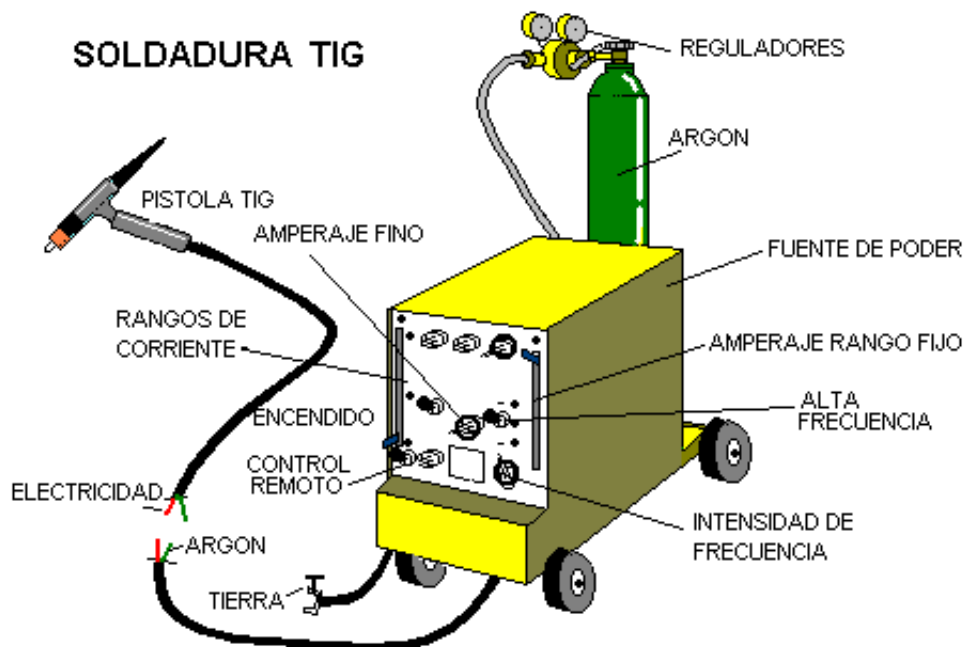 SOLDADURA TIG
REGULADORES
ARGON
PISTOLA TIG
AMPERAJE FINO
FUENTE DE PODER
RANGOS DE
CORRIENTE
AMPERAJE RANGO FIJO
ENCENDIDO
ALTA
FRECUENCIA
CONTROL
REMOTO
ELECTRICIDAD
INTENSIDAD DE
FRECUENCIA
ARGON
TIERRA